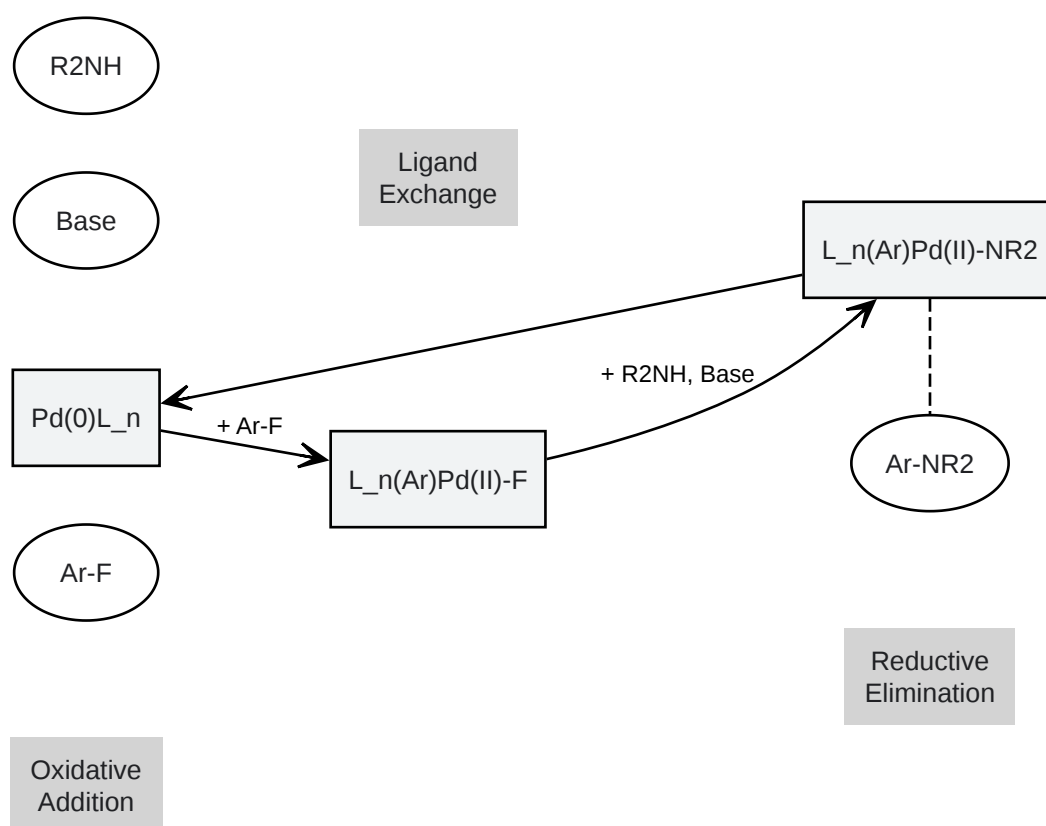 R2NH
Ligand
Exchange
Base
L_n(Ar)Pd(II)-NR2
+ R2NH, Base
Pd(0)L_n
+ Ar-F
L_n(Ar)Pd(II)-F
Ar-NR2
Ar-F
Reductive
Elimination
Oxidative
Addition